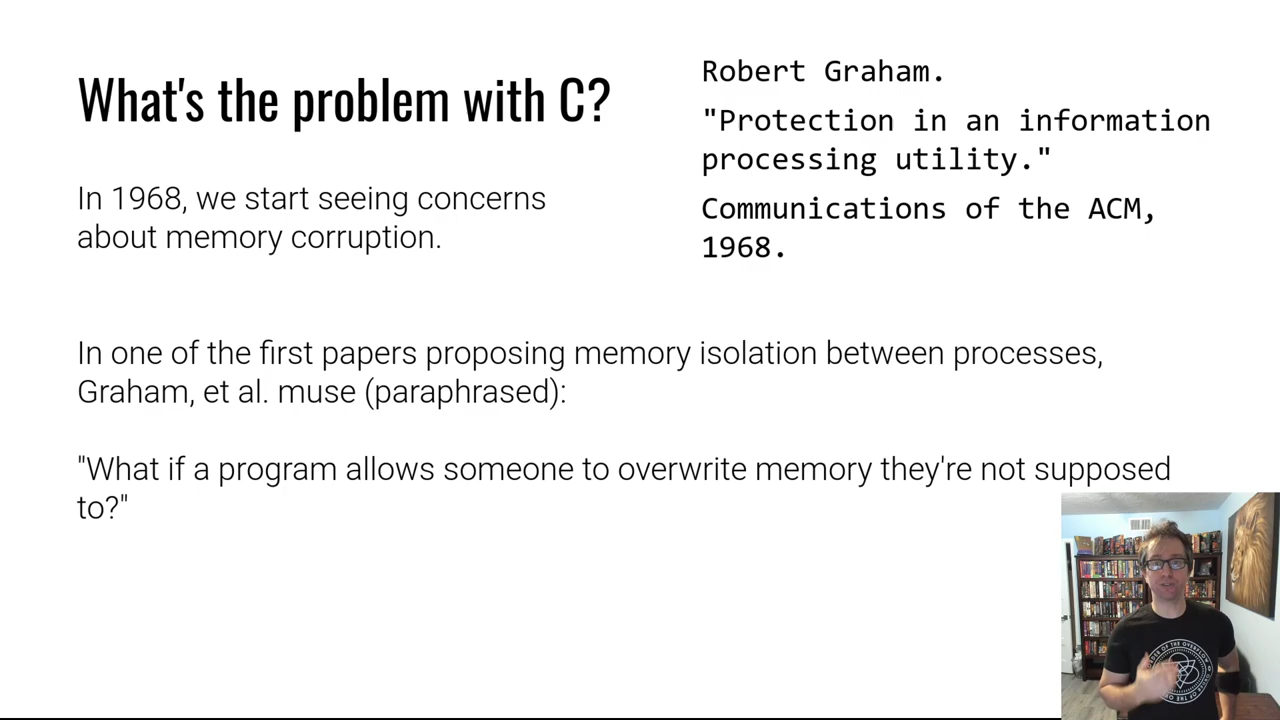 What's the problem with C?
In 1968, we start seeing concerns
about memory corruption.
Robert Graham.
"Protection in an information
processing utility."
Communications of the ACM,
1968.
In one of the first papers proposing memory isolation between processes,
Graham, et al. muse (paraphrased):
"What if a program allows someone to overwrite memory they're not supposed
to?"